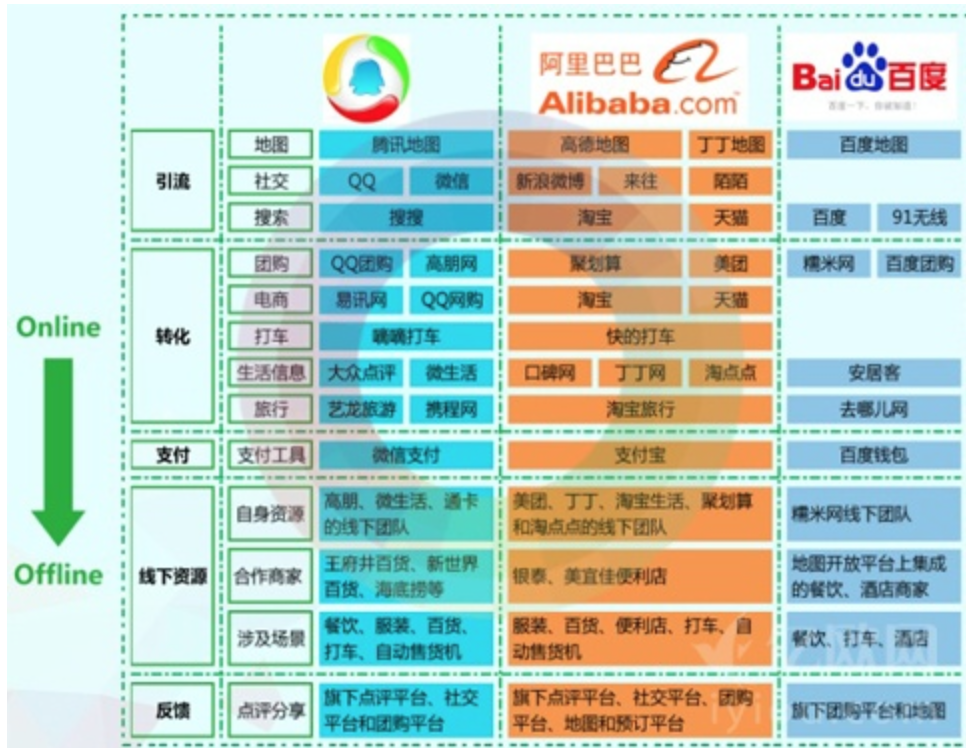 阿里巴巴
Alibaba.com
Bai du 百度
百度一下，你就知道！
地图 腾讯地图 高德地图 丁丁地图 百度地图
引流
社交 QQ 微信 新浪微博 来往 陌陌
搜索 搜搜 淘宝 天猫 百度 91无线
团购 QQ团购 高朋网 聚划算 美团 糯米网 百度团购
电商 易讯网 QQ网购 淘宝 天猫
Online
转化
打车 嘀嘀打车 快的打车
生活信息 大众点评 微生活 口碑网 丁丁网 淘点点 安居客
旅行 艺龙旅游 携程网 淘宝旅行 去哪儿网
支付 支付工具 微信支付 支付宝 百度钱包
自身资源
高朋、微生活、通卡
的线下团队
美团、丁丁、淘宝生活、聚划算
和淘点点的线下团队
糯米网线下团队
Offline
线下资源
合作商家
王府井百货、新世界
百货、海底捞等
银泰、美宜佳便利店
地图开放平台上集成
的餐饮、酒店商家
涉及场景
餐饮、服装、百货、
打车、自动售货机
服装、百货、便利店、打车、自
动售货机
餐饮、打车、酒店
反馈
点评分享
旗下点评平台、社交
平台和团购平台
旗下点评平台、社交平台、团购
平台、地图和预订平台
旗下团购平台和地图